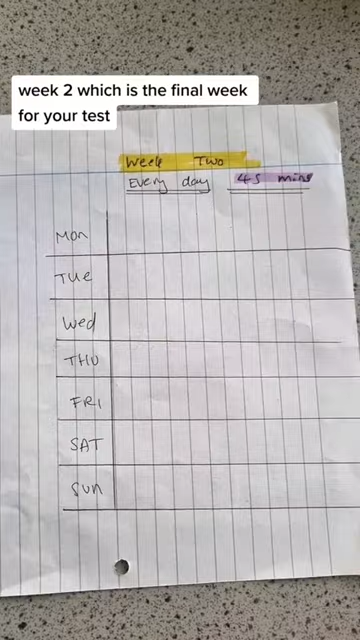 week 2 which is the final week
for your test
Week Two
Every day 45 mins
Mon
Tue
Wed
THU
FRI
SAT
Sun